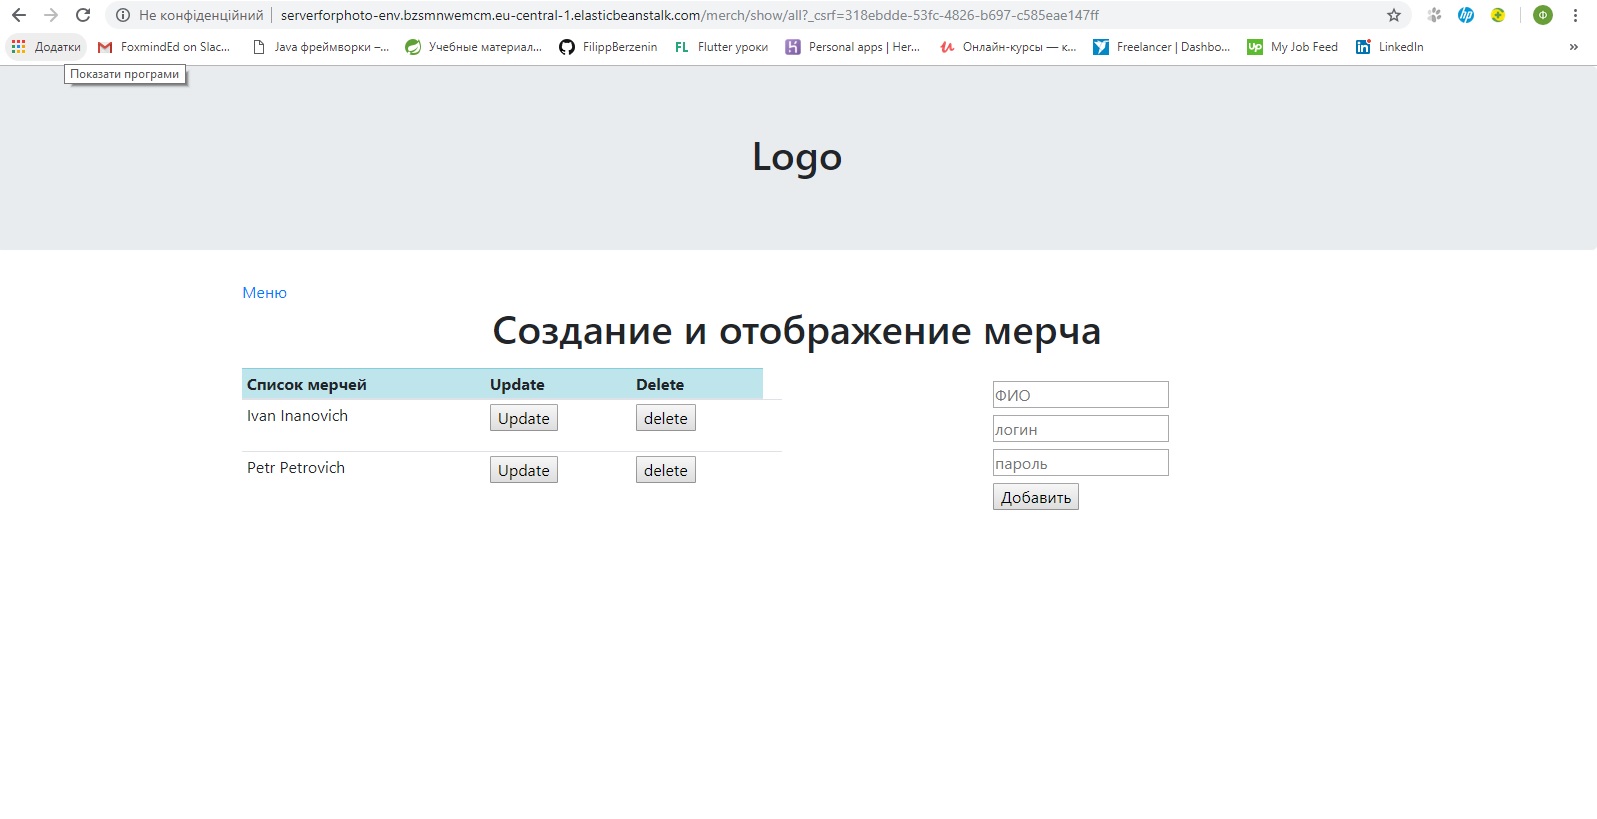 Не конфіденційний serverforphoto-env.bzsmnwemcm.eu-central-1.elasticbeanstalk.com/merch/show/all?_csrf=318ebdde-53fc-4826-b697-c585eae147ff hp Ф
Додатки FoxmindEd on Slac... Java фреймворки –... Учебные материал... FilippBerzenin FL Flutter уроки Personal apps | Her... Онлайн-курсы — к... Freelancer | Dashbo... Up My Job Feed in LinkedIn »
Показати програми
Logo
Меню
Создание и отображение мерча
Список мерчей Update Delete
Ivan Inanovich Update delete
Petr Petrovich Update delete
ФИО
логин
пароль
Добавить